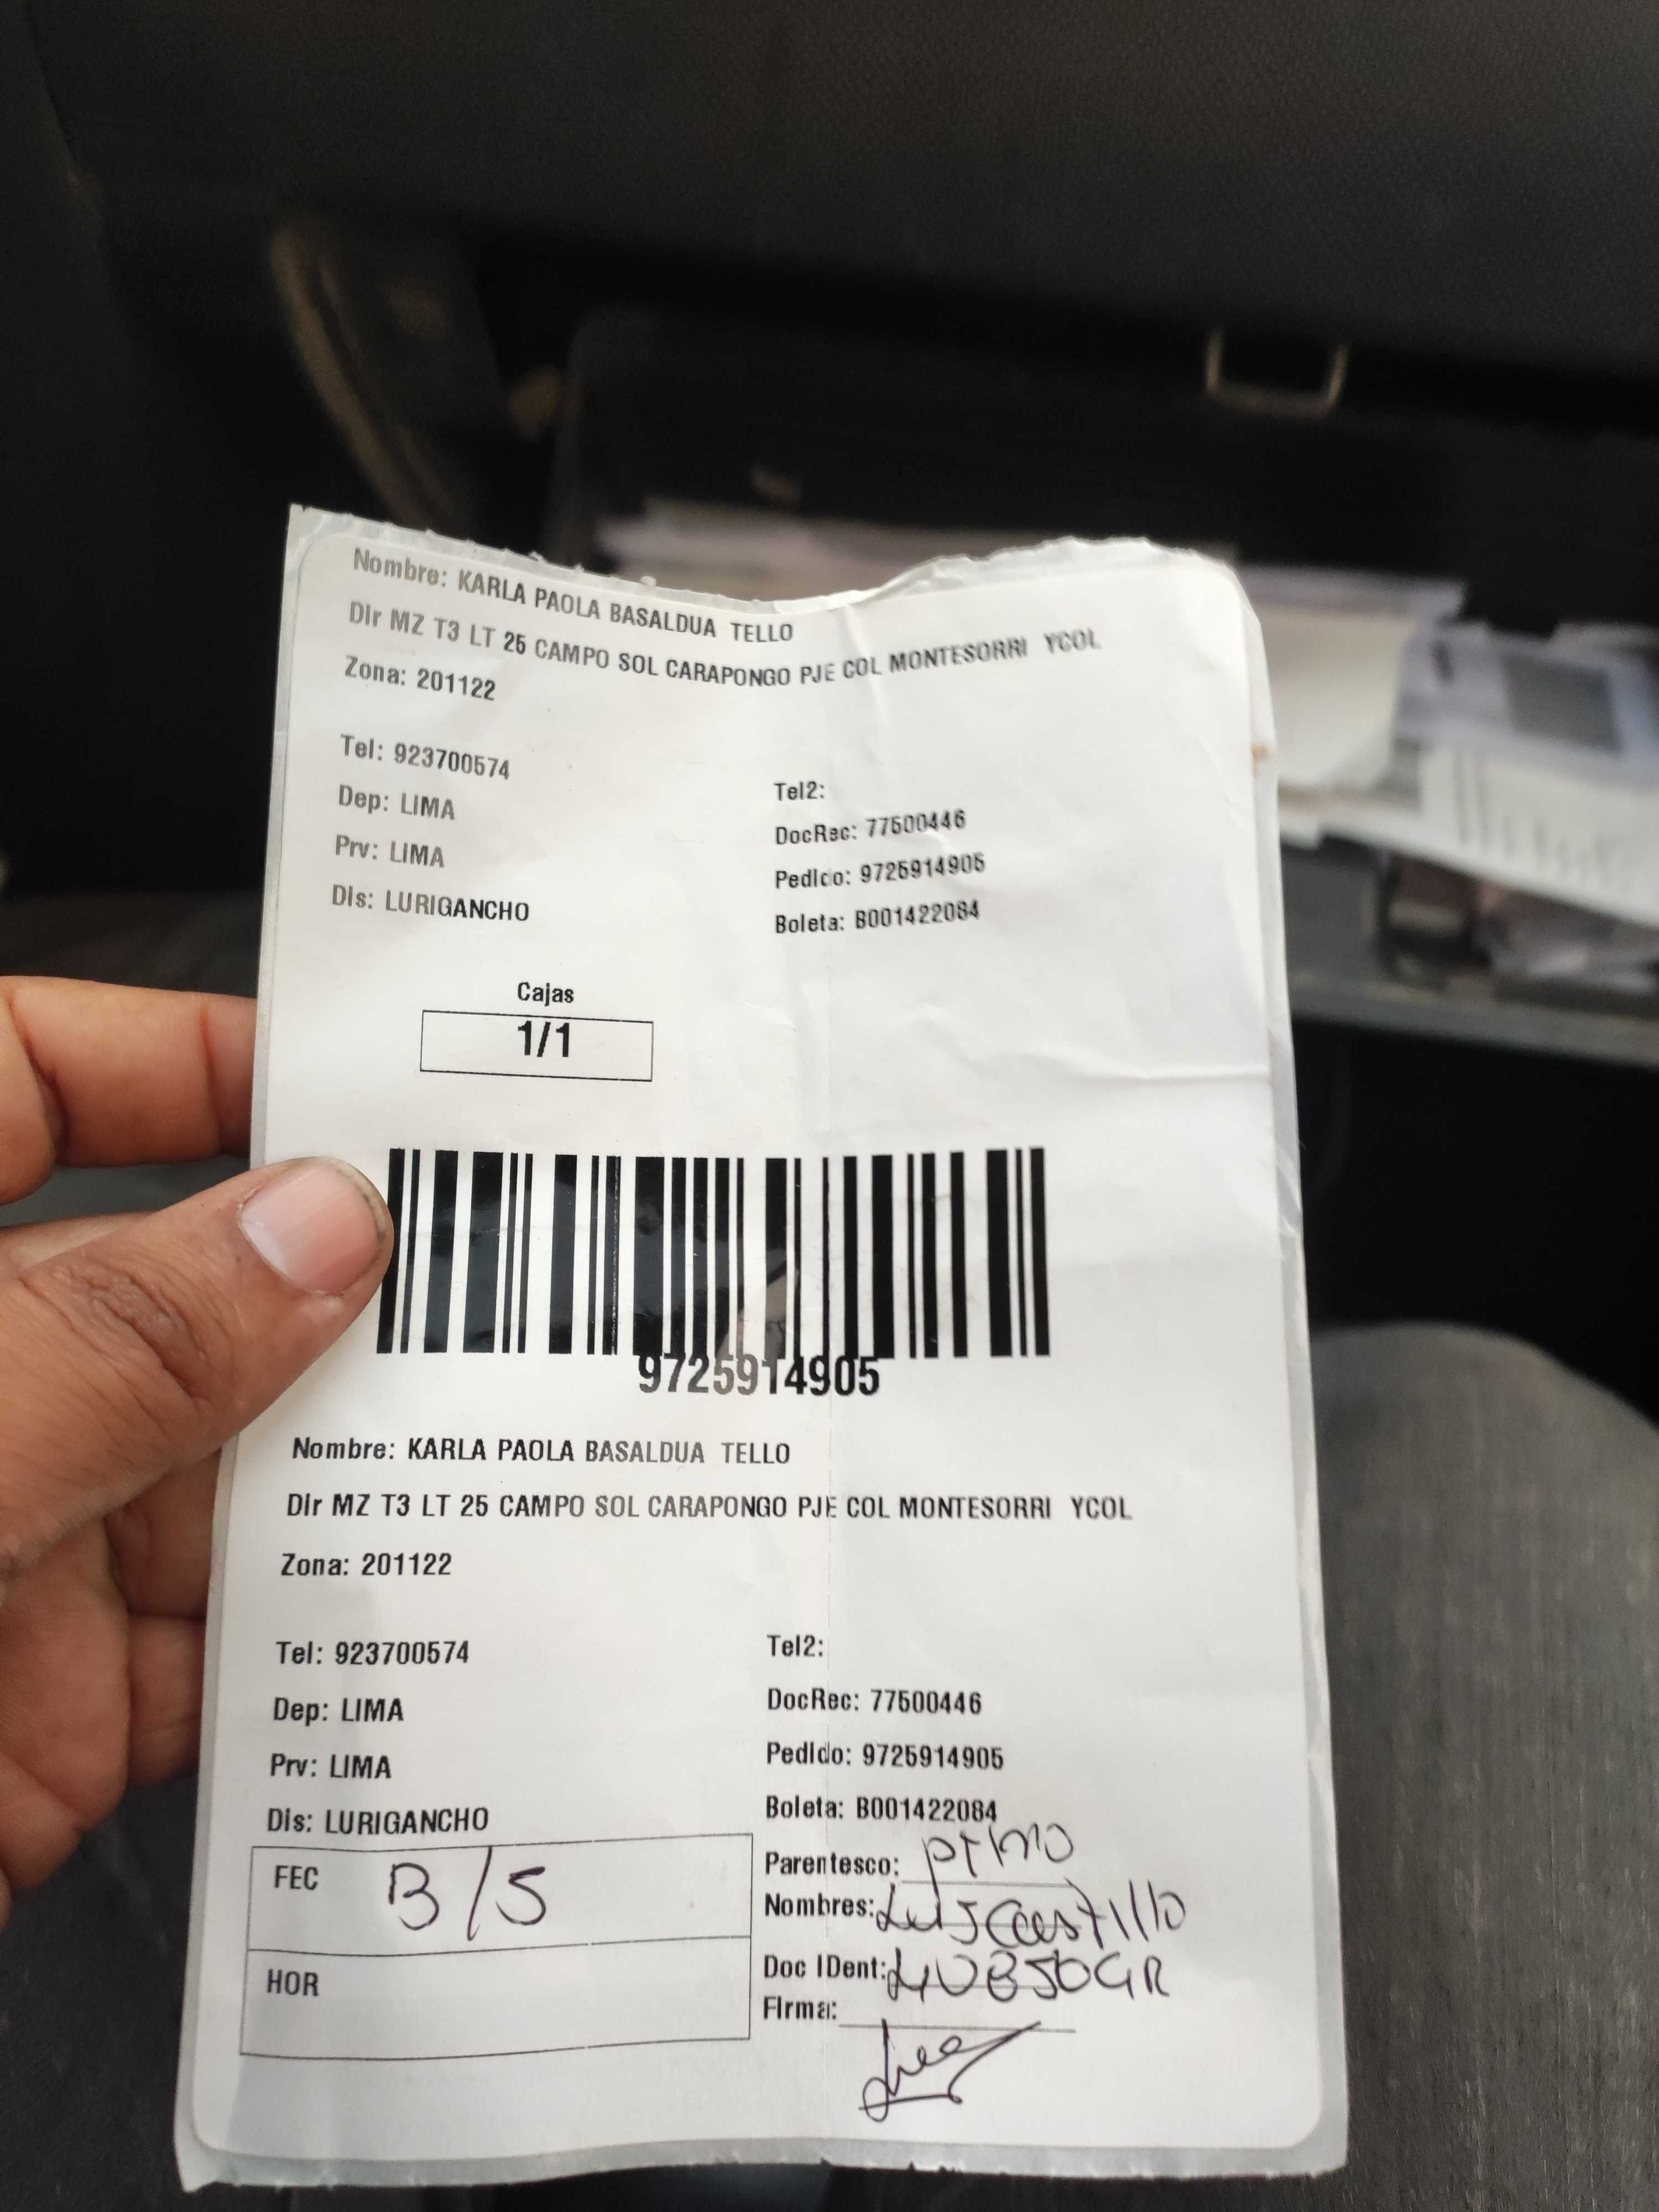 Nombre: KARLA PAOLA BASALDUA TELLO
Dir MZ T3 LT 25 CAMPO SOL CARAPONGO PJE COL MONTESORRI YCOL
Zona: 201122
Tel: 923700574
Tel2:
Dep: LIMA
DocRec: 77500446
Prv: LIMA
Pedido: 9725914905
Dis: LURIGANCHO
Boleta: B001422084
Cajas
1/1
9725914905
Nombre: KARLA PAOLA BASALDUA TELLO
Dir MZ T3 LT 25 CAMPO SOL CARAPONGO PJE COL MONTESORRI YCOL
Zona: 201122
Tel: 923700574
Tel2:
Dep: LIMA
DocRec: 77500446
Prv: LIMA
Pedido: 9725914905
Dis: LURIGANCHO
Boleta: B001422084
FEC
Parentesco: primo
Nombres: Luis Castillo
HOR
Doc IDent:
Firma: